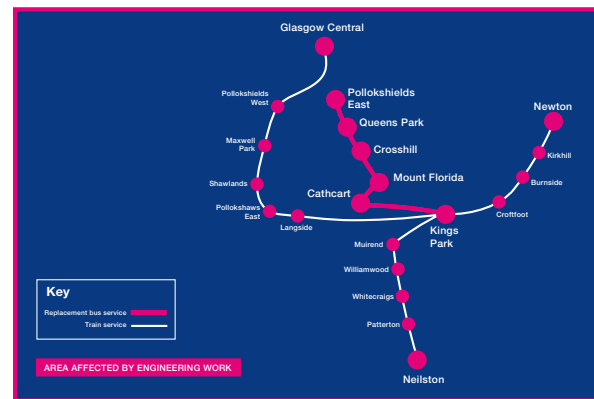 Glasgow Central
Pollokshields
West
Pollokshields
East
Newton
Queens Park
Maxwell
Park
Crosshill
Kirkhill
Mount Florida
Burnside
Shawlands
Cathcart
Pollokshaws
East
Langside
Croftfoot
Kings
Park
Muirend
Williamwood
Whitecraigs
Patterton
Neilston
Key
Replacement bus service
Train service
AREA AFFECTED BY ENGINEERING WORK